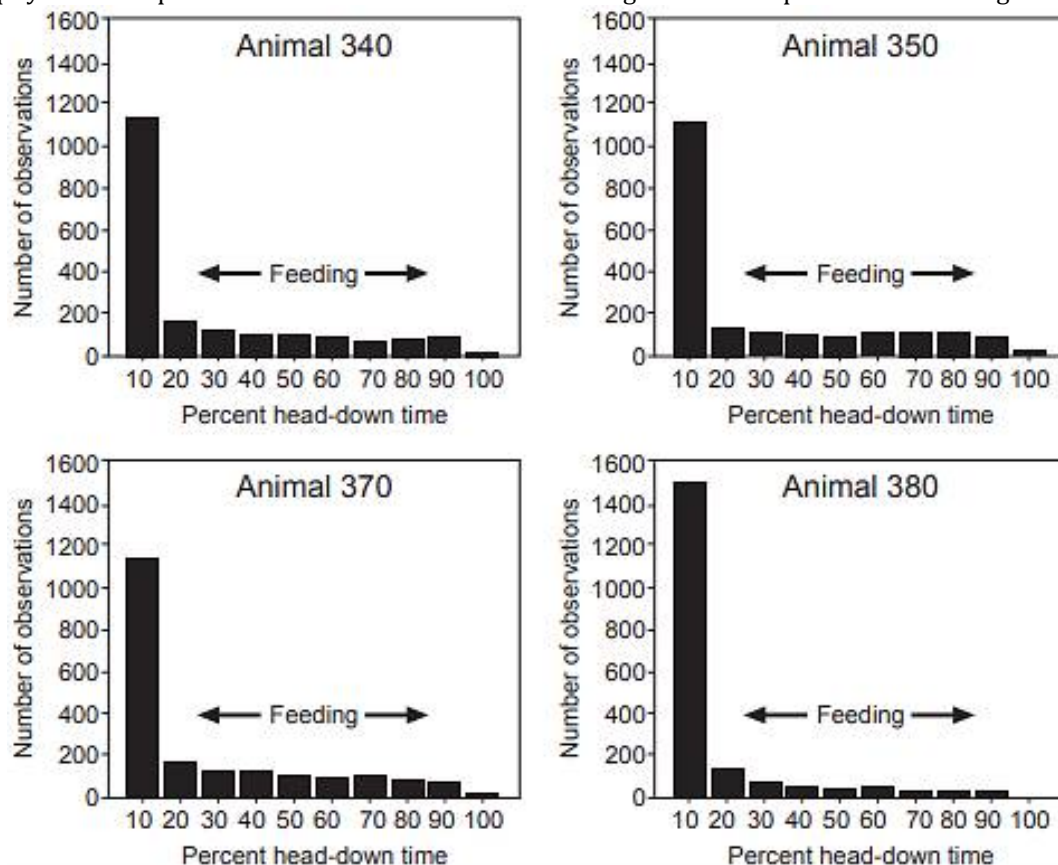 Animal 340
Number of observations
1600
1400
1200
1000
800
600
400
200
0
Feeding
10 20 30 40 50 60 70 80 90 100
Percent head-down time
Animal 350
Number of observations
1600
1400
1200
1000
800
600
400
200
0
Feeding
10 20 30 40 50 60 70 80 90 100
Percent head-down time
Animal 370
Number of observations
1600
1400
1200
1000
800
600
400
200
0
Feeding
10 20 30 40 50 60 70 80 90 100
Percent head-down time
Animal 380
Number of observations
1600
1400
1200
1000
800
600
400
200
0
Feeding
10 20 30 40 50 60 70 80 90 100
Percent head-down time